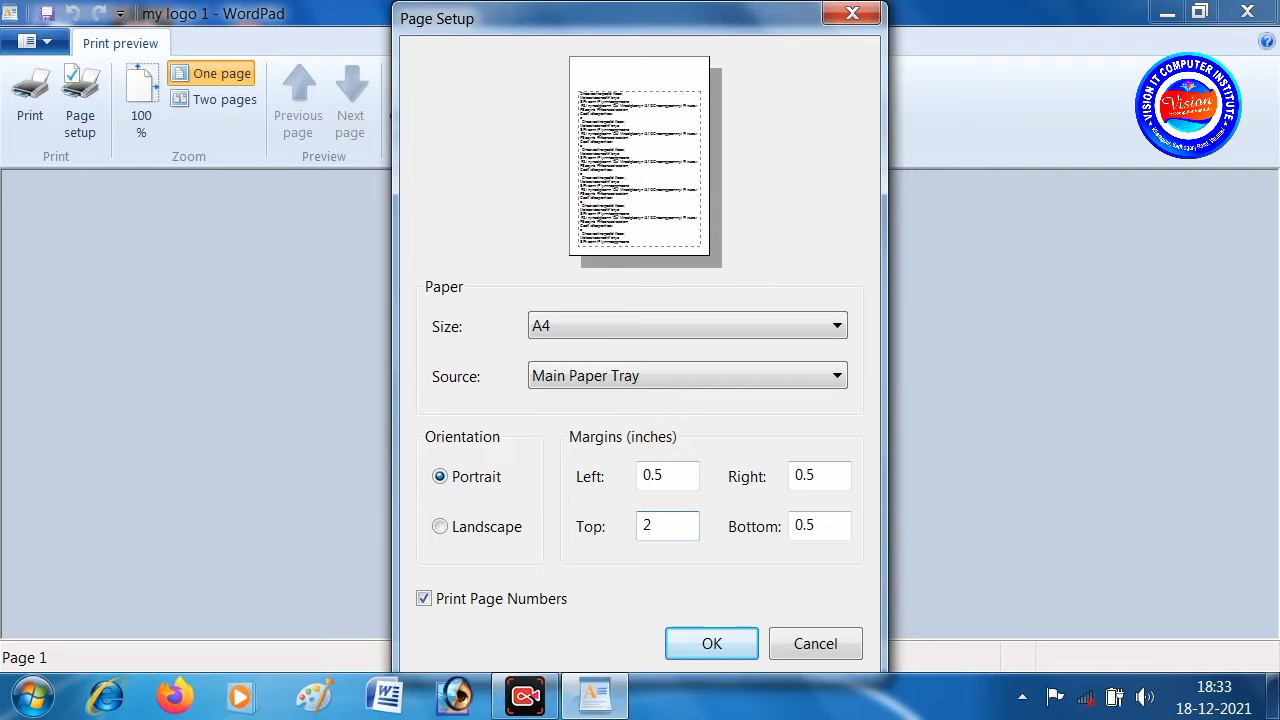 my logo 1 - WordPad
Page Setup
Print preview
One page
Two pages
Print
Page setup
100 %
Previous page
Next page
Print
Zoom
Preview
VISION IT COMPUTER INSTITUTE
Vision
Paper
Size:
A4
Source:
Main Paper Tray
Orientation
Margins (inches)
Portrait
Left:
0.5
Right:
0.5
Landscape
Top:
2
Bottom:
0.5
Print Page Numbers
OK
Cancel
Page 1
18:33
18-12-2021